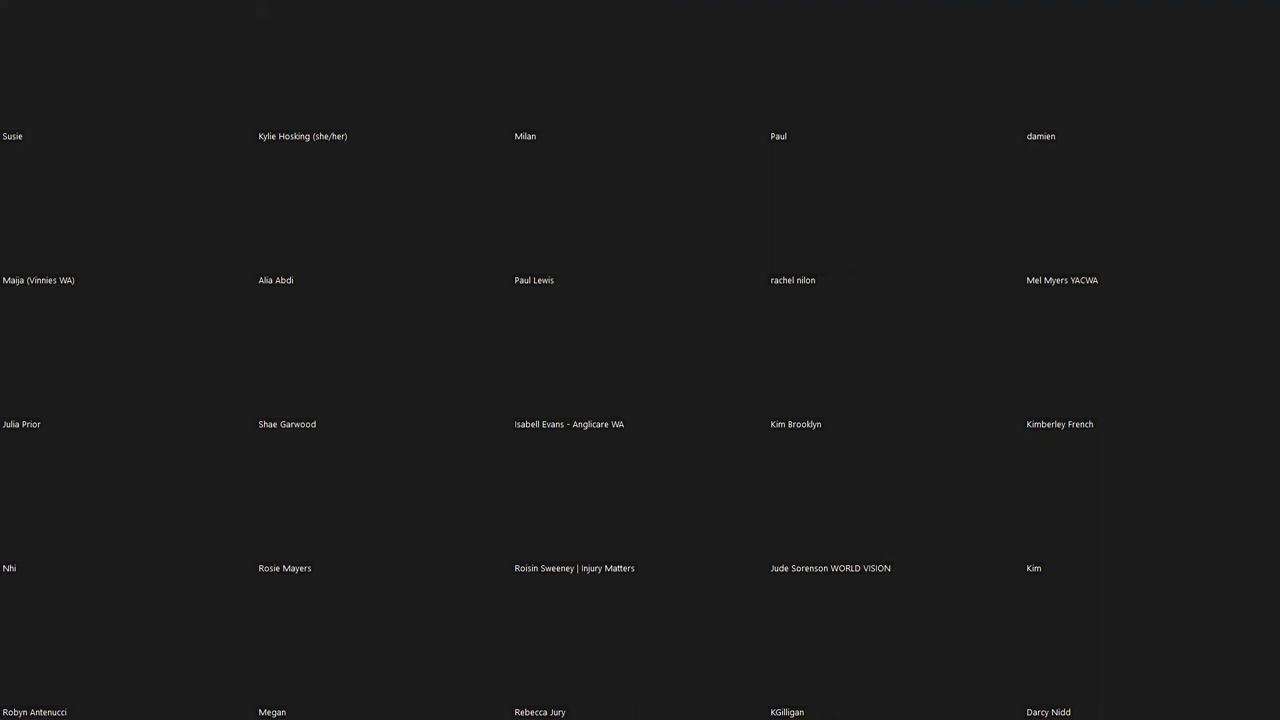 Susie
Kylie Hosking (she/her)
Milan
Paul
damien
Maija (Vinnies WA)
Alia Abdi
Paul Lewis
rachel nilon
Mel Myers YACWA
Julia Prior
Shae Garwood
Isabell Evans - Anglicare WA
Kim Brooklyn
Kimberley French
Nhi
Rosie Mayers
Roisin Sweeney | Injury Matters
Jude Sorenson WORLD VISION
Kim
Robyn Antenucci
Megan
Rebecca Jury
KGilligan
Darcy Nidd